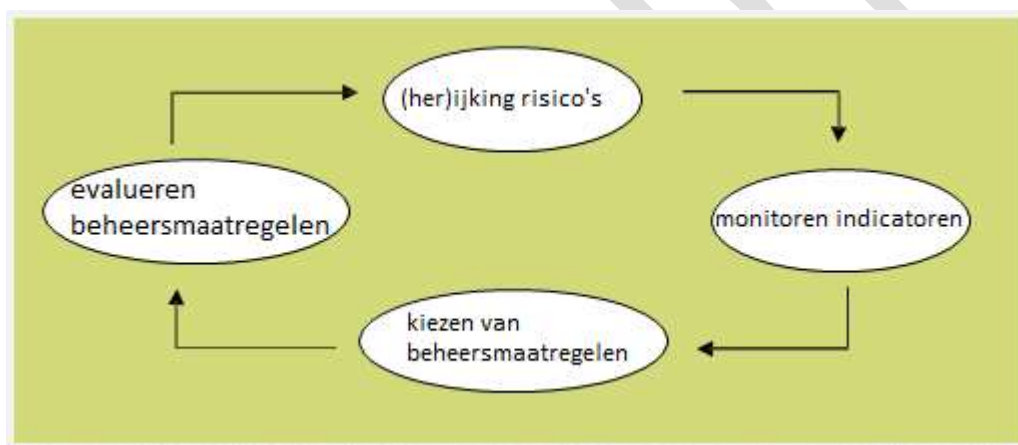 (her)ijking risico's
evalueren
beheersmaatregelen
monitoren indicatoren
kiezen van
beheersmaatregelen